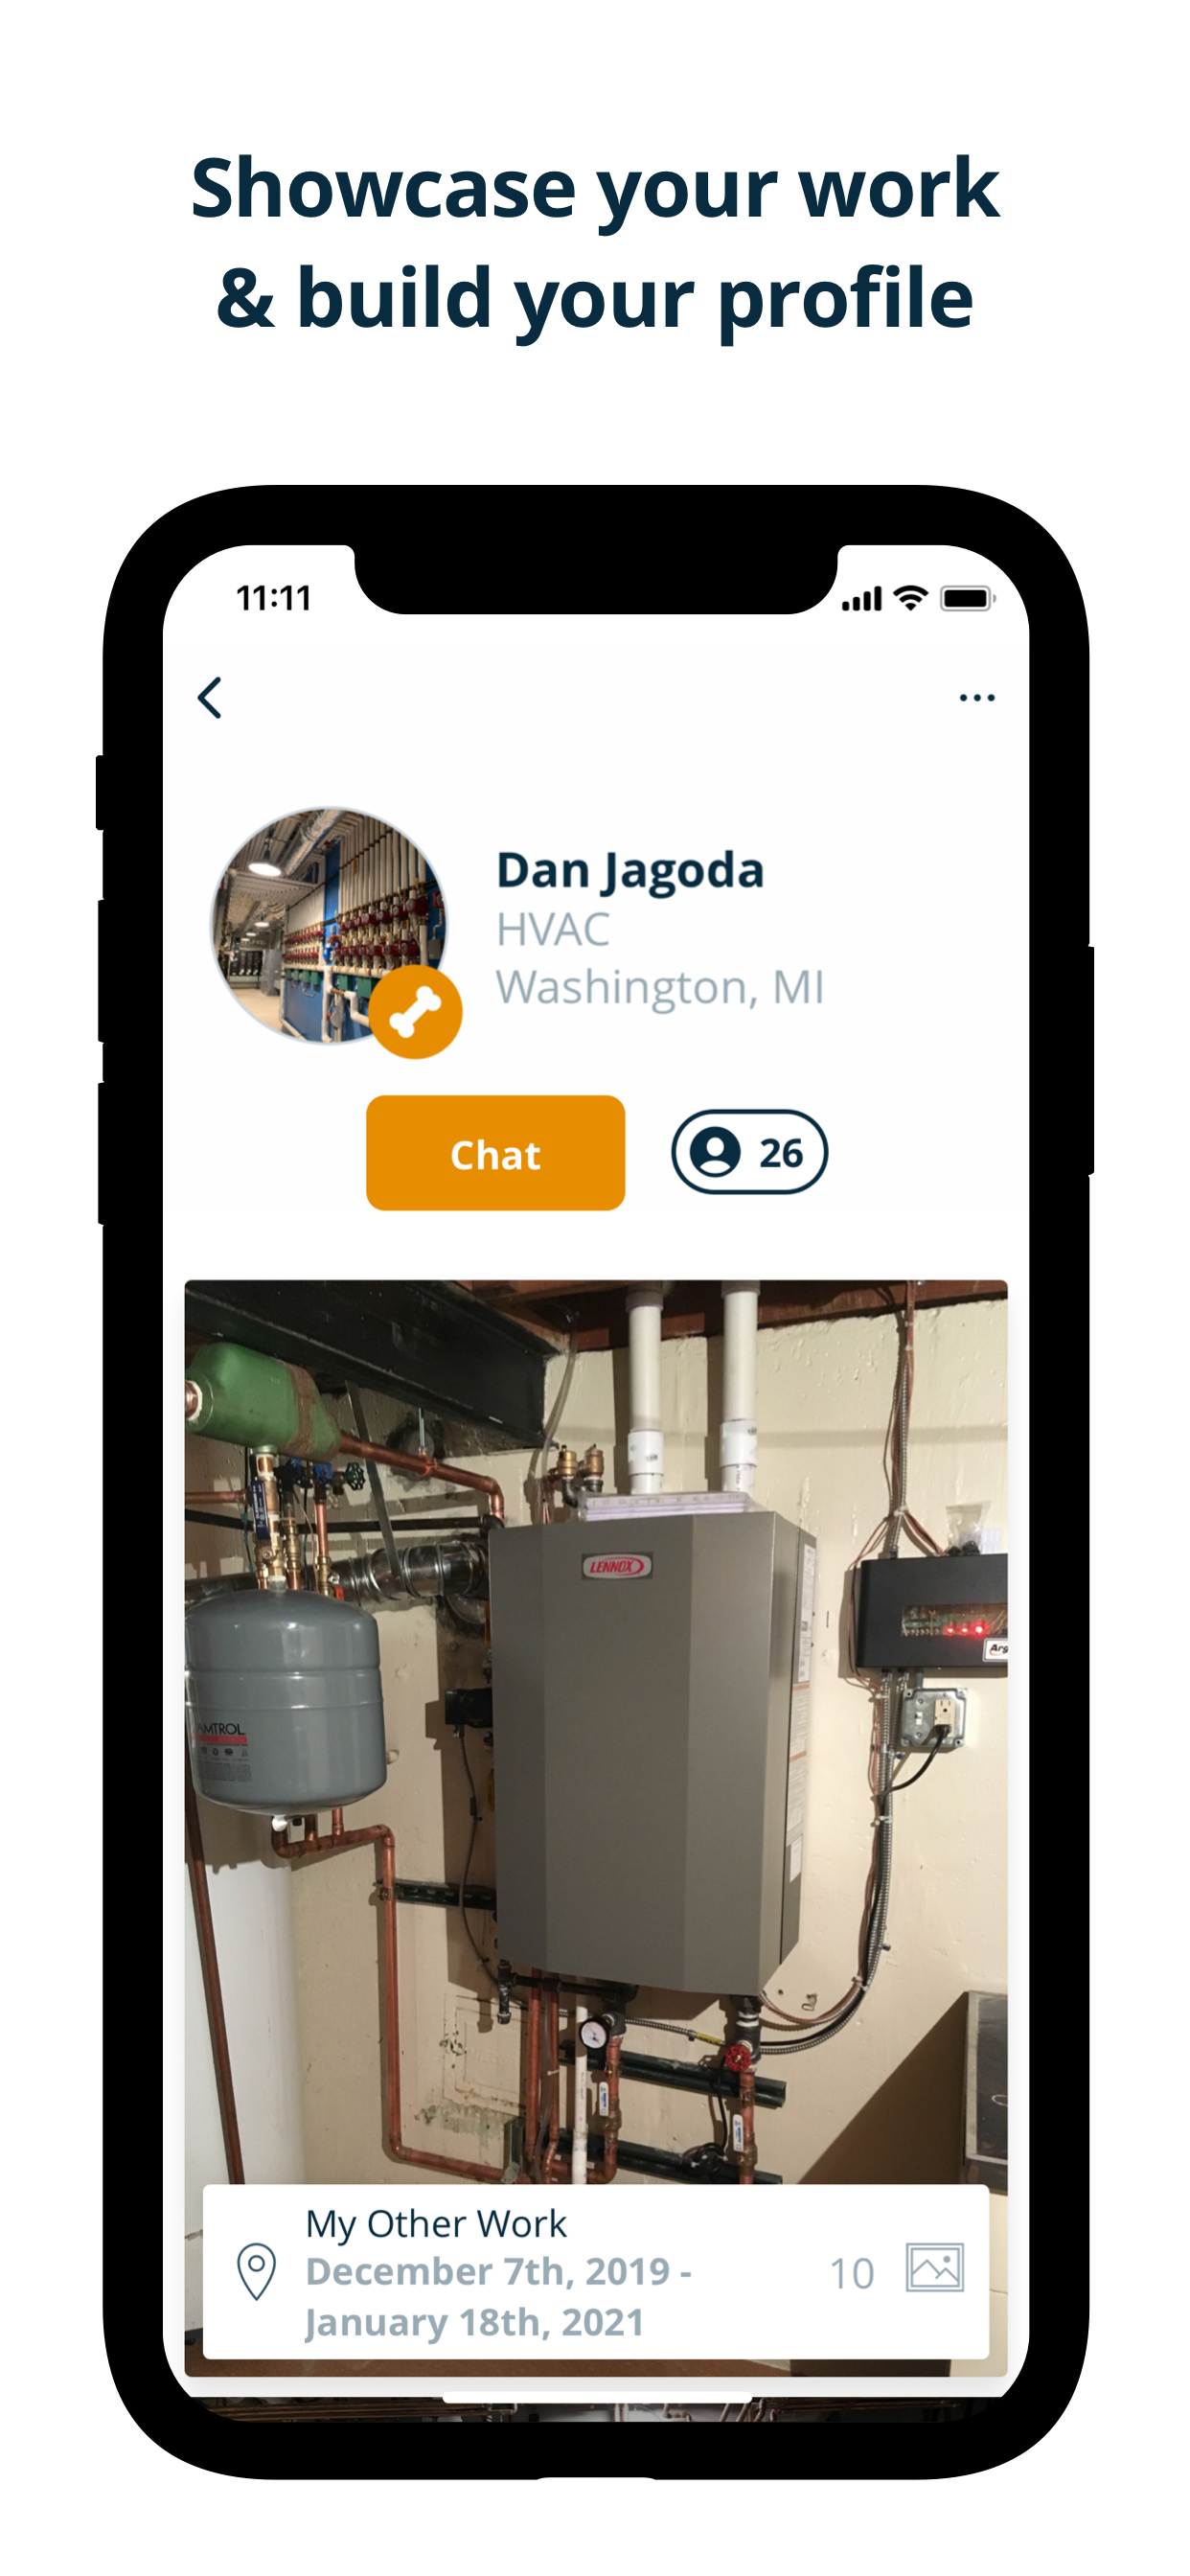 Showcase your work
& build your profile
11:11
Dan Jagoda
HVAC
Washington, MI
Chat
26
LENNOX
AMTROL
My Other Work
December 7th, 2019 -
January 18th, 2021
10